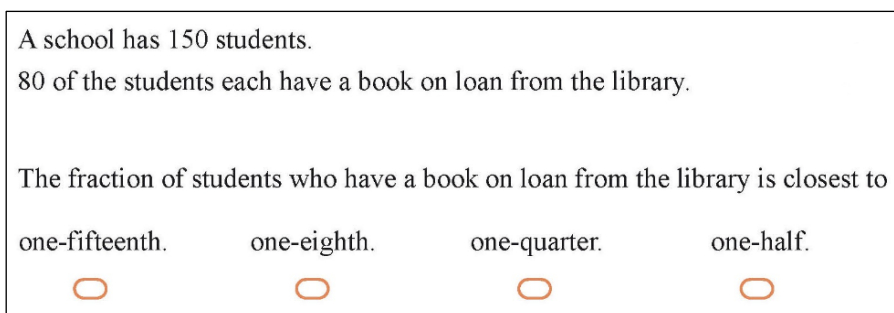 A school has 150 students.
80 of the students each have a book on loan from the library.
The fraction of students who have a book on loan from the library is closest to
one-fifteenth. one-eighth. one-quarter. one-half.